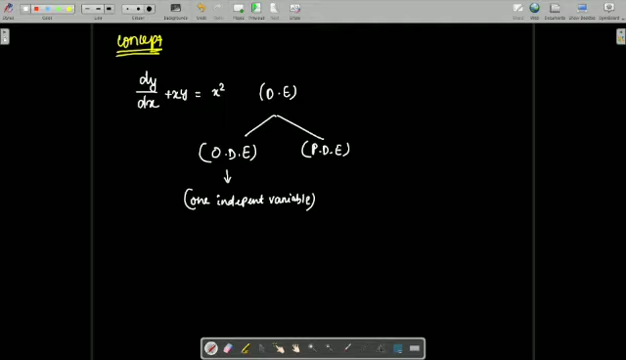 concept
dy/dx + xy = x² (D.E)
(O.D.E) (P.D.E)
(one indepent variable)